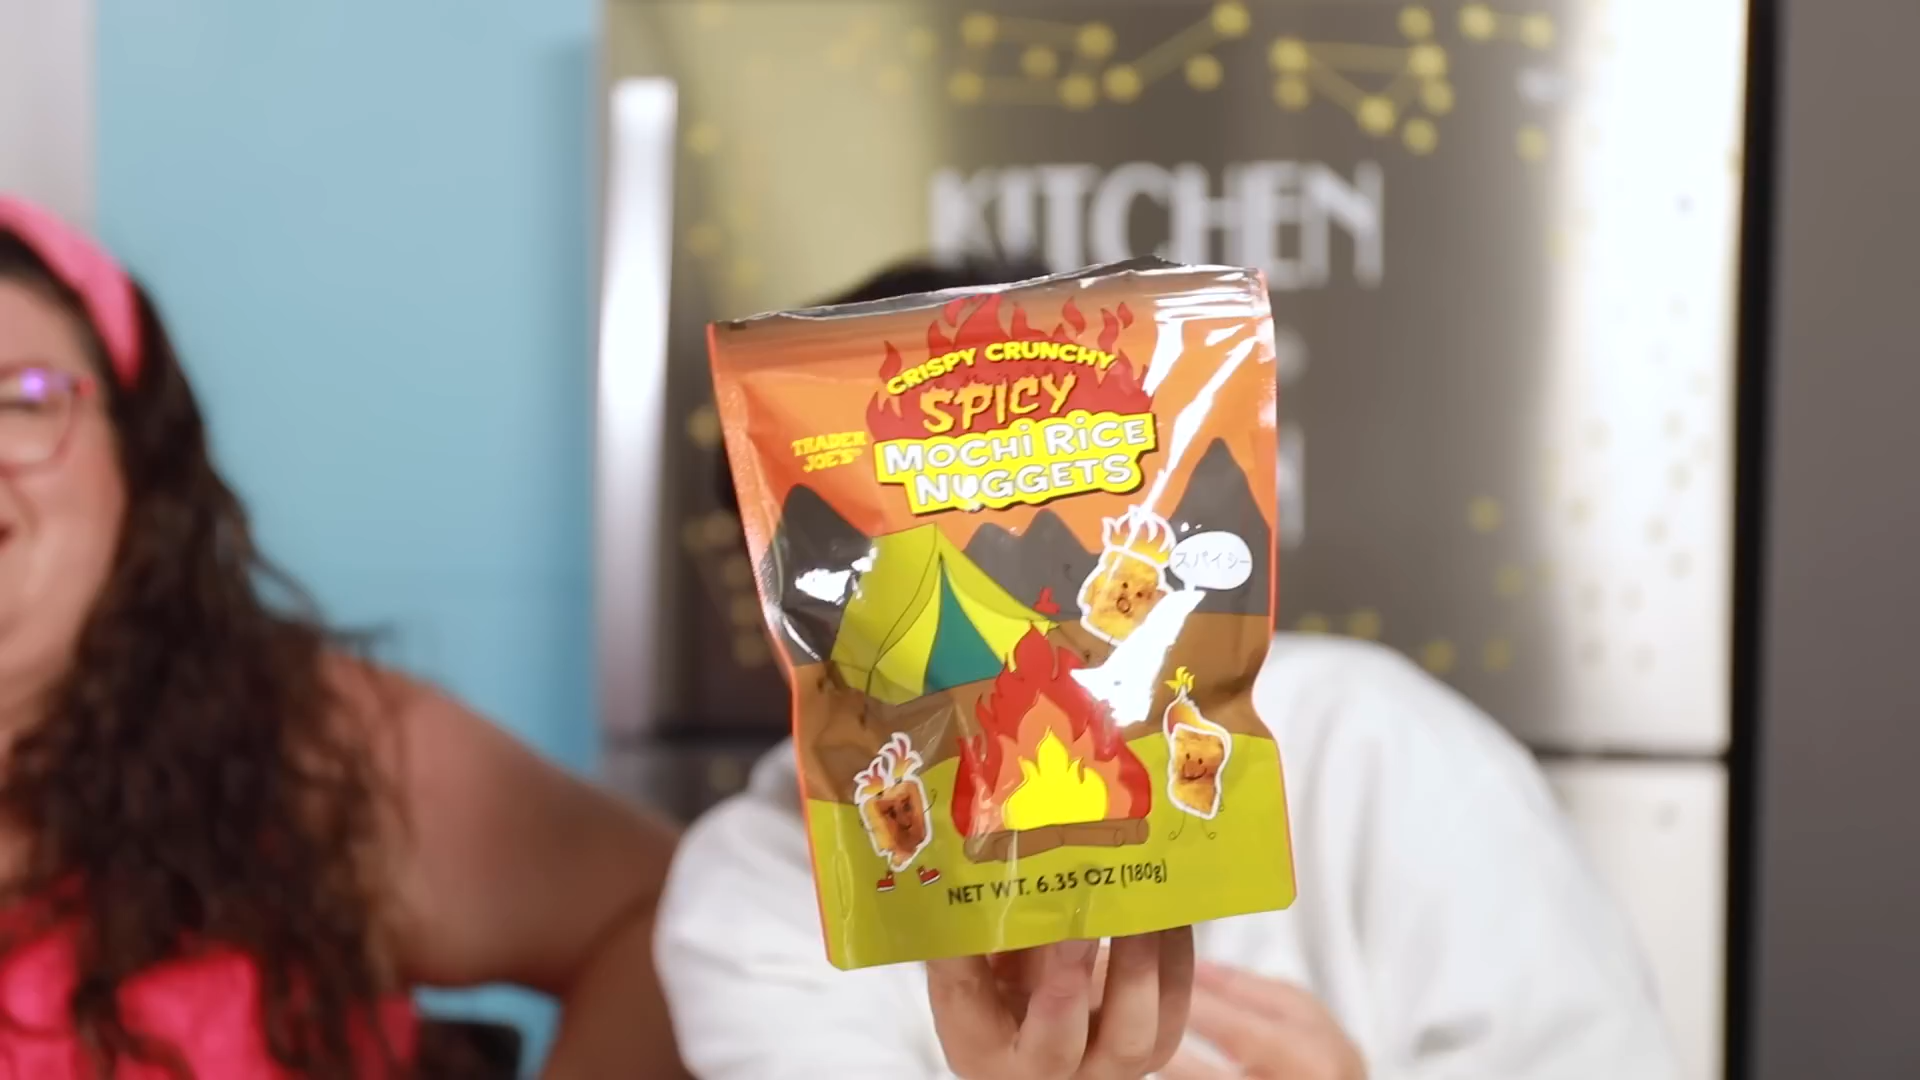 KITCHEN
CRISPY CRUNCHY
SPICY
TRADER
JOE'S
MOCHI RICE
NUGGETS
スパイシー
NET WT. 6.35 OZ (180g)